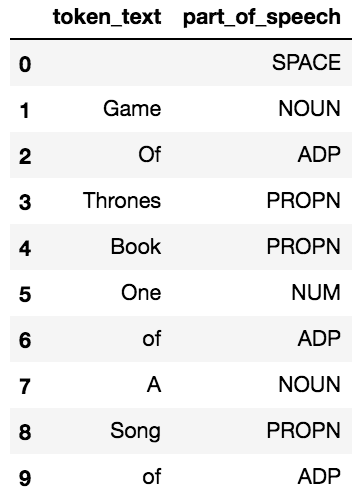 token_text part_of_speech
0 SPACE
1 Game NOUN
2 Of ADP
3 Thrones PROPN
4 Book PROPN
5 One NUM
6 of ADP
7 A NOUN
8 Song PROPN
9 of ADP